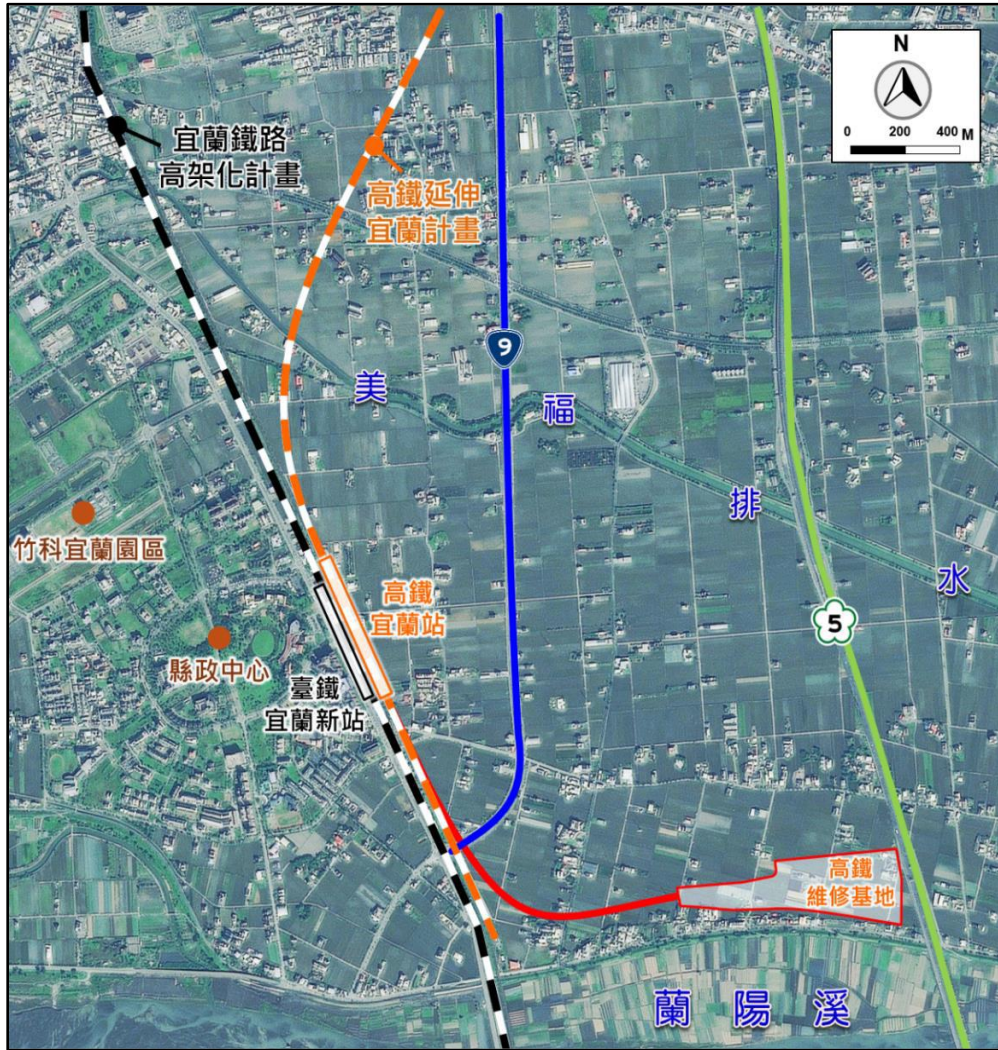 N
0 200 400 M
宜蘭鐵路
高架化計畫
高鐵延伸
宜蘭計畫
9
美福排水
竹科宜蘭園區
高鐵
宜蘭站
5
縣政中心
臺鐵
宜蘭新站
高鐵
維修基地
蘭陽溪